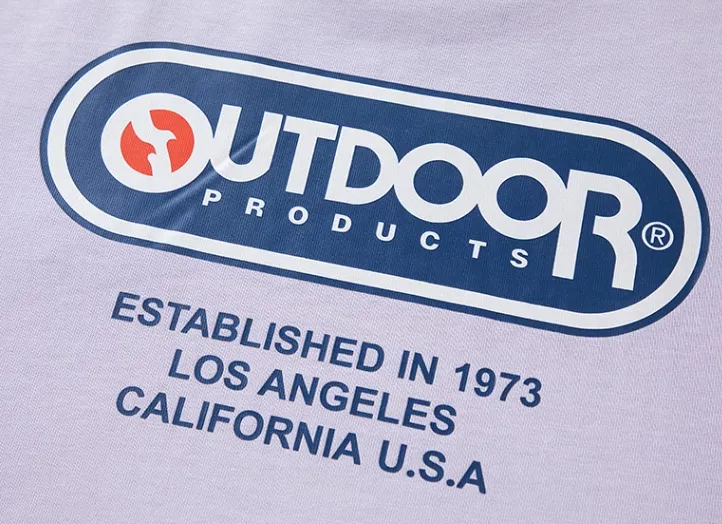 OUTDOOR®
PRODUCTS
ESTABLISHED IN 1973
LOS ANGELES
CALIFORNIA U.S.A